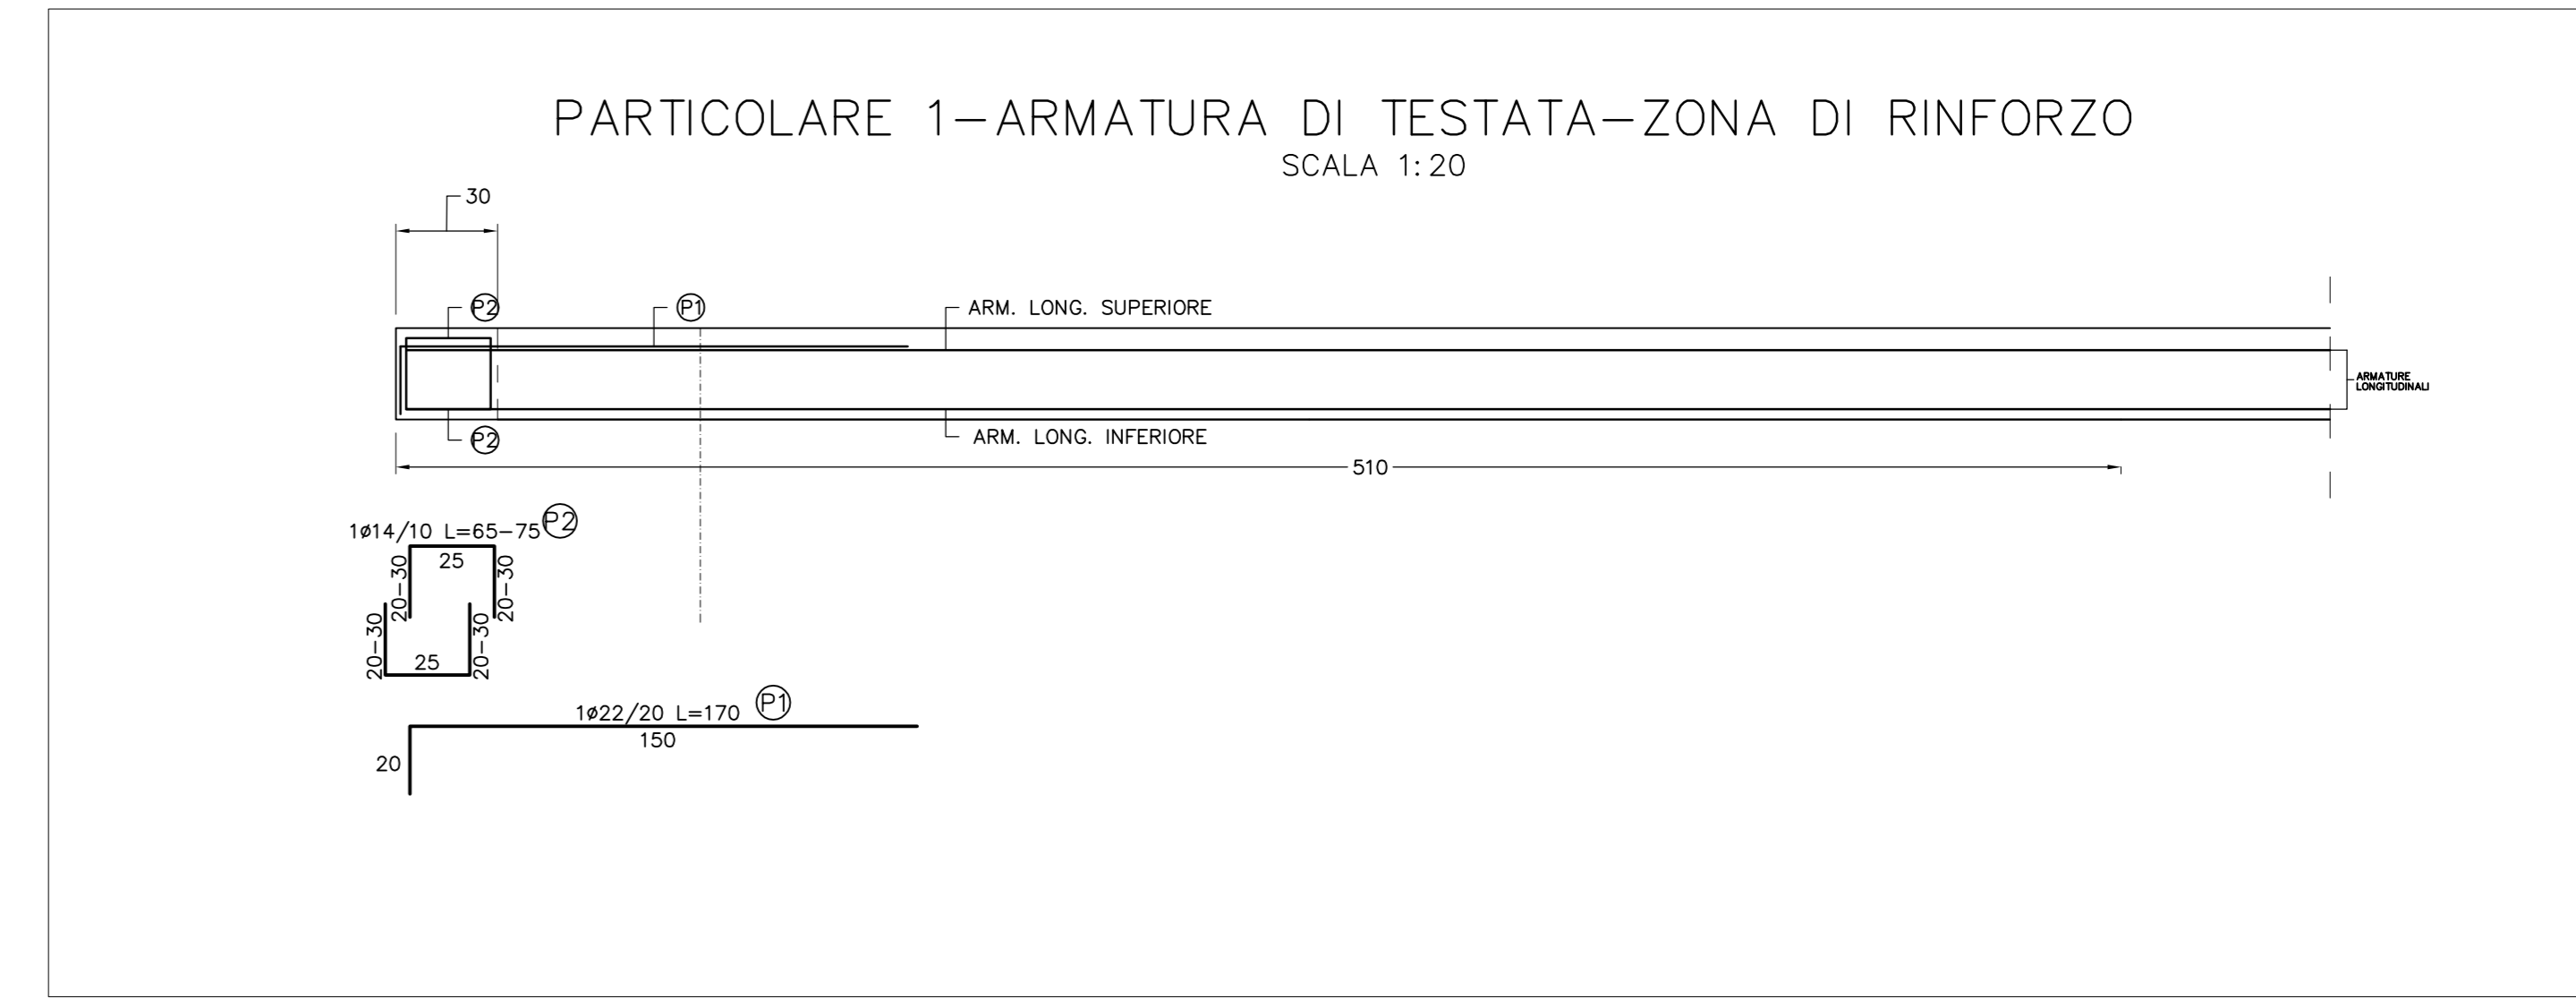 PARTICOLARE 1-ARMATURA DI TESTATA-ZONA DI RINFORZO
SCALA 1:20
30
P2
P1
ARM. LONG. SUPERIORE
ARMATURE
LONGITUDINALI
P2
ARM. LONG. INFERIORE
510
1ø14/10 L=65-75
P2
25
20-30
20-30
20-30
20-30
25
1ø22/20 L=170
P1
150
20